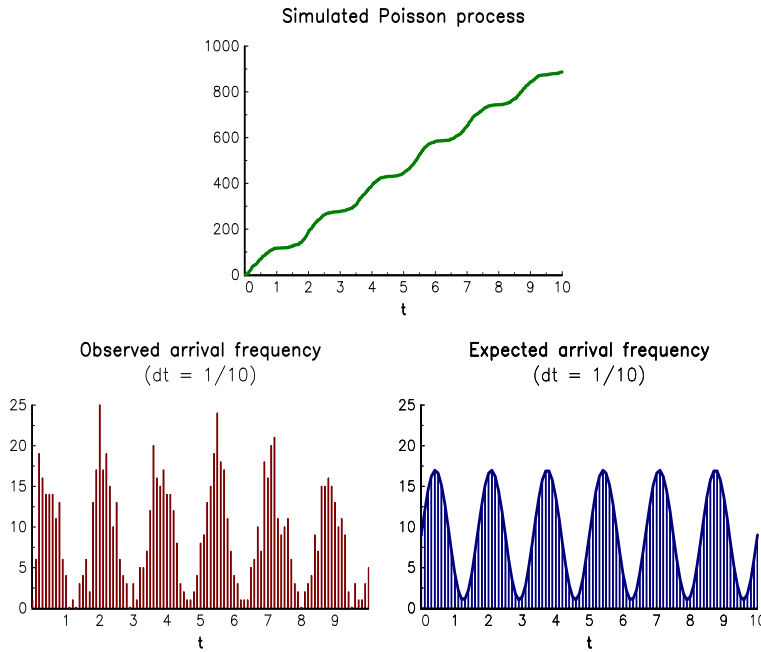 Simulated Poisson process
1000
800
600
400
200
0
0 1 2 3 4 5 6 7 8 9 10
t
Observed arrival frequency
(dt = 1/10)
25
20
15
10
5
0
1 2 3 4 5 6 7 8 9
t
Expected arrival frequency
(dt = 1/10)
25
20
15
10
5
0
0 1 2 3 4 5 6 7 8 9 10
t